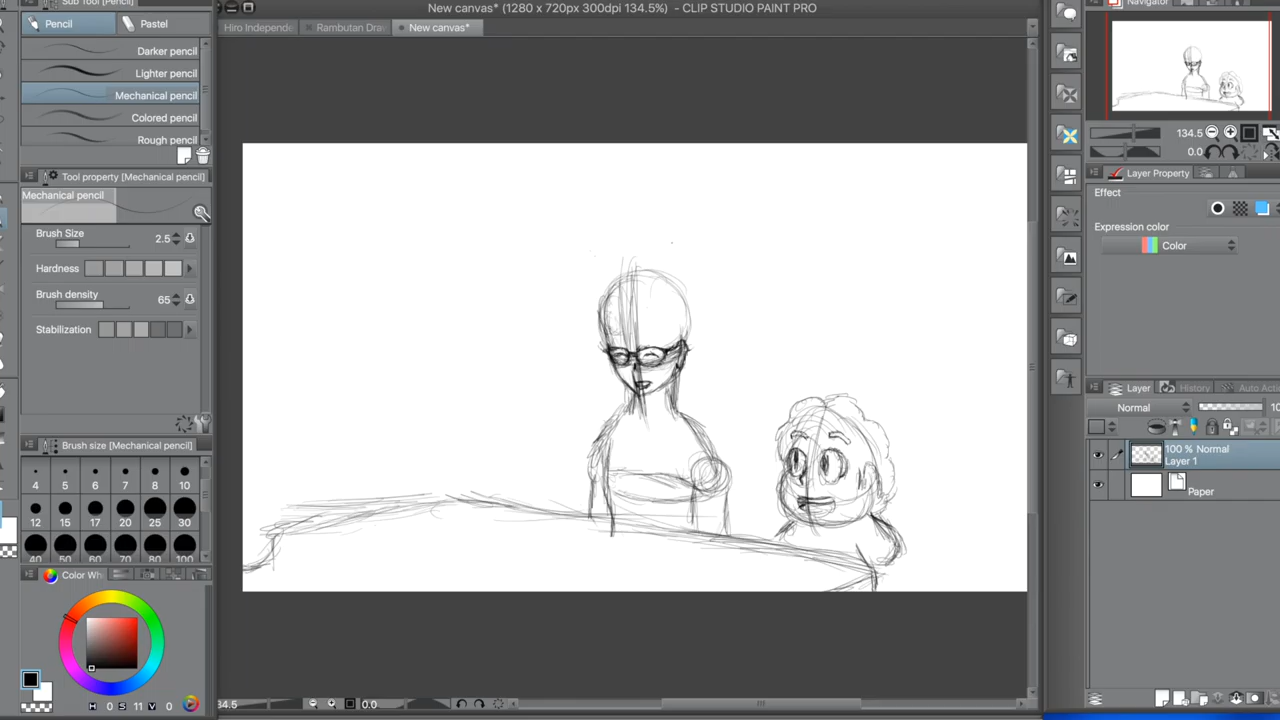 New canvas* (1280 x 720px 300dpi 134.5%) - CLIP STUDIO PAINT PRO
Sub Tool [Pencil]
Navigator
Pencil
Pastel
Hiro Independe
Rambutan Dra
New canvas*
Darker pencil
Lighter pencil
Mechanical pencil
Colored pencil
Rough pencil
134.5
0.0
Tool property [Mechanical pencil]
Layer Property
Mechanical pencil
Effect
Brush Size
2.5
Expression color
Color
Hardness
Brush density
65
Stabilization
Layer
History
Auto Acti
Normal
10
Brush size [Mechanical pencil]
100 % Normal
Layer 1
4
5
6
7
8
10
Paper
12
15
17
20
25
30
40
50
60
70
80
100
Color Wh
H 0 S 11 V 0
34.5
0.0